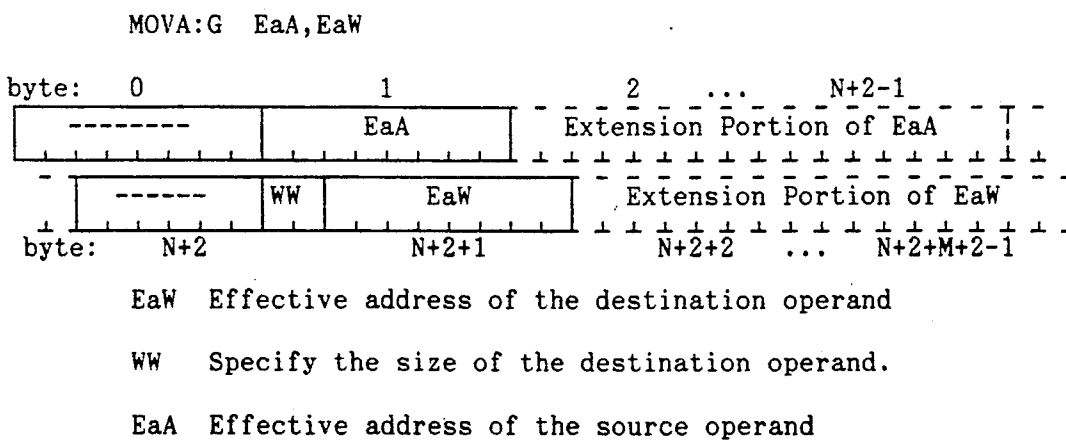 MOVA:G EaA,EaW
byte: 0 1 2 ... N+2-1
-------- EaA Extension Portion of EaA
------ WW EaW Extension Portion of EaW
byte: N+2 N+2+1 N+2+2 ... N+2+M+2-1
EaW Effective address of the destination operand
WW Specify the size of the destination operand.
EaA Effective address of the source operand